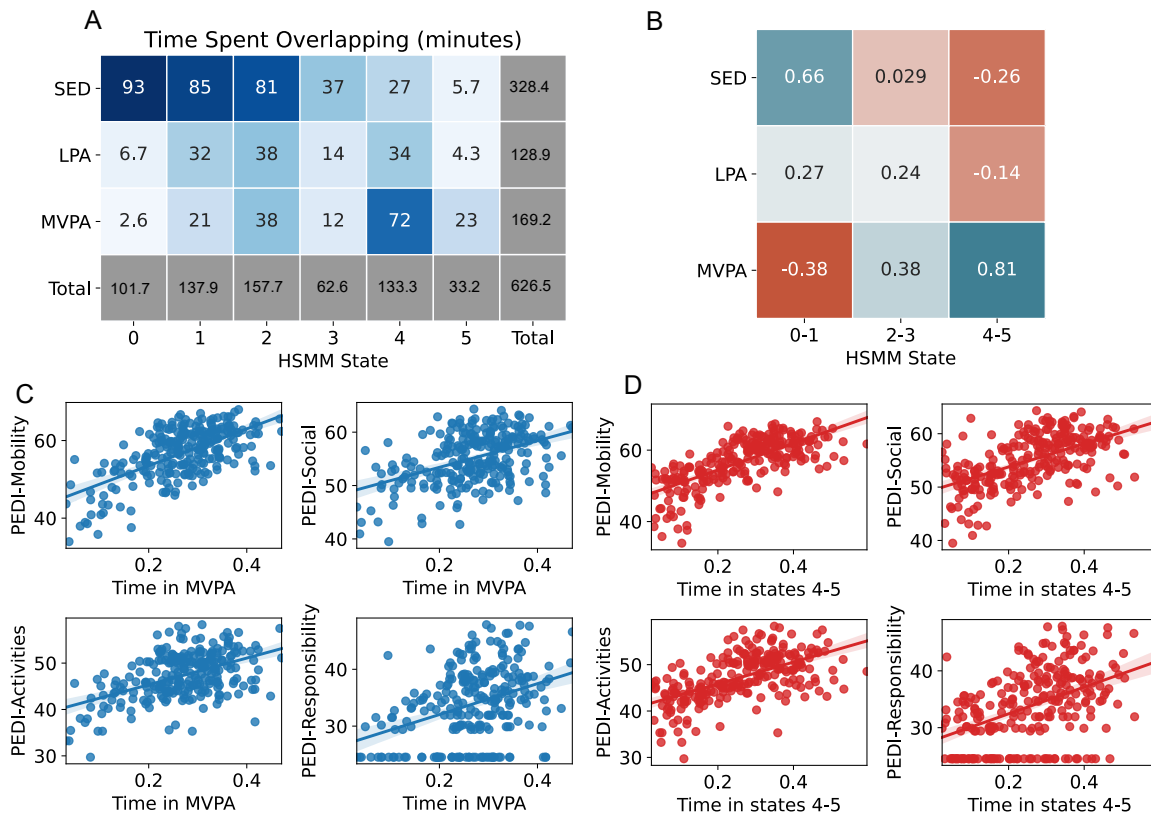 A
Time Spent Overlapping (minutes)
SED 93 85 81 37 27 5.7 328.4
LPA 6.7 32 38 14 34 4.3 128.9
MVPA 2.6 21 38 12 72 23 169.2
Total 101.7 137.9 157.7 62.6 133.3 33.2 626.5
0 1 2 3 4 5 Total
HSMM State
B
SED 0.66 0.029 -0.26
LPA 0.27 0.24 -0.14
MVPA -0.38 0.38 0.81
0-1 2-3 4-5
HSMM State
C
PEDI-Mobility
60
40
0.2 0.4
Time in MVPA
PEDI-Social
60
50
40
0.2 0.4
Time in MVPA
PEDI-Activities
50
40
30
0.2 0.4
Time in MVPA
PEDI-Responsibility
40
30
0.2 0.4
Time in MVPA
D
PEDI-Mobility
60
40
0.2 0.4
Time in states 4-5
PEDI-Social
60
50
40
0.2 0.4
Time in states 4-5
PEDI-Activities
50
40
30
0.2 0.4
Time in states 4-5
PEDI-Responsibility
40
30
0.2 0.4
Time in states 4-5